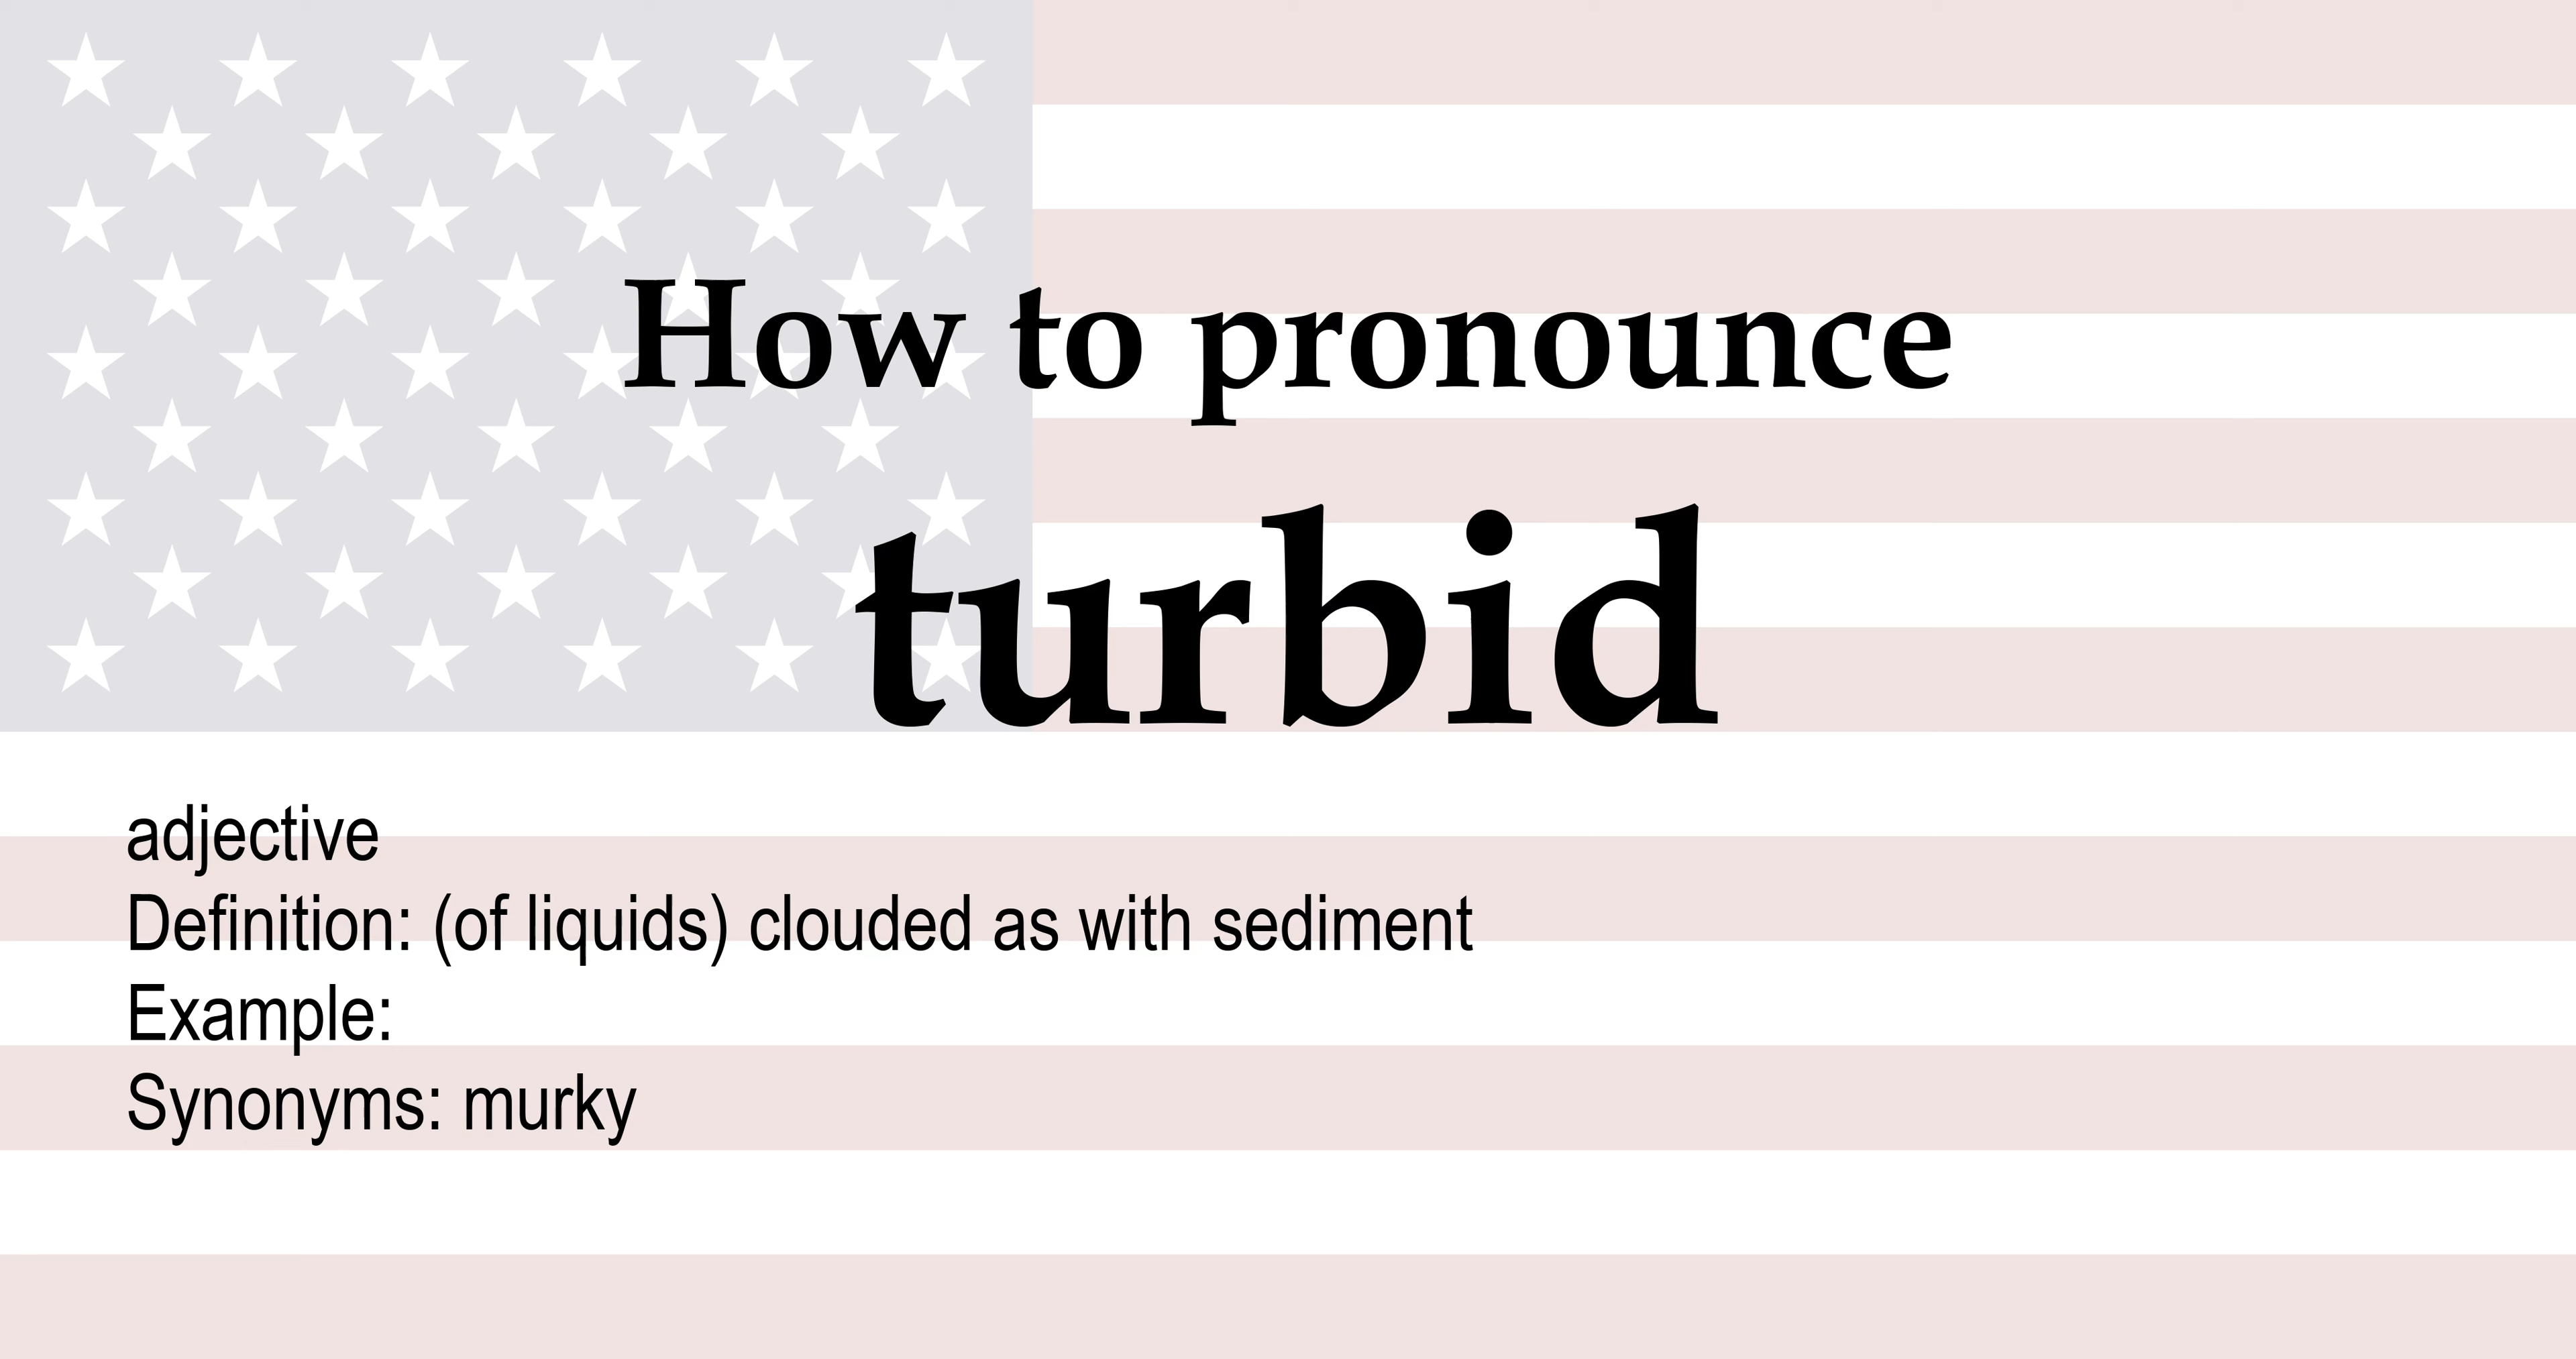 How to pronounce
turbid
adjective
Definition: (of liquids) clouded as with sediment
Example:
Synonyms: murky